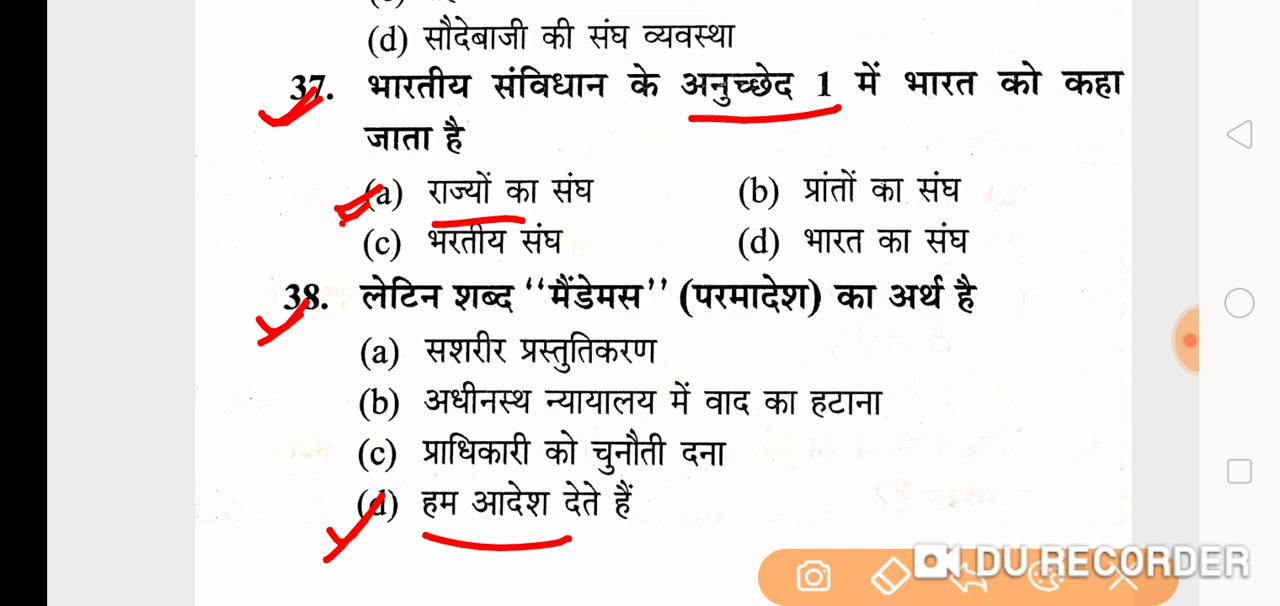 (d) सौदेबाजी की संघ व्यवस्था
37. भारतीय संविधान के अनुच्छेद 1 में भारत को कहा
जाता है
(a) राज्यों का संघ (b) प्रांतों का संघ
(c) भरतीय संघ (d) भारत का संघ
38. लेटिन शब्द ‘‘मैंडेमस’’ (परमादेश) का अर्थ है
(a) सशरीर प्रस्तुतिकरण
(b) अधीनस्थ न्यायालय में वाद का हटाना
(c) प्राधिकारी को चुनौती दना
(d) हम आदेश देते हैं
DU RECORDER